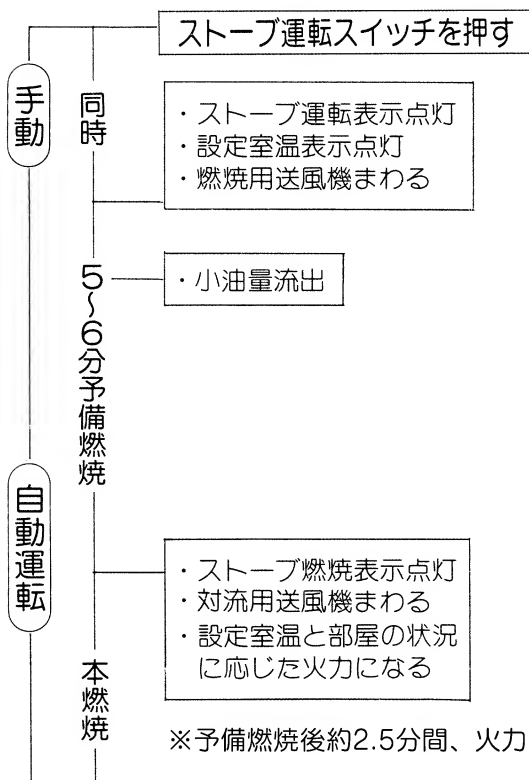 ストーブ運転スイッチを押す
手動
同時
・ストーブ運転表示点灯
・設定室温表示点灯
・燃焼用送風機まわる
5～6分予備燃焼
・小油量流出
自動運転
・ストーブ燃焼表示点灯
・対流用送風機まわる
・設定室温と部屋の状況
に応じた火力になる
本燃焼
※予備燃焼後約2.5分間、火力